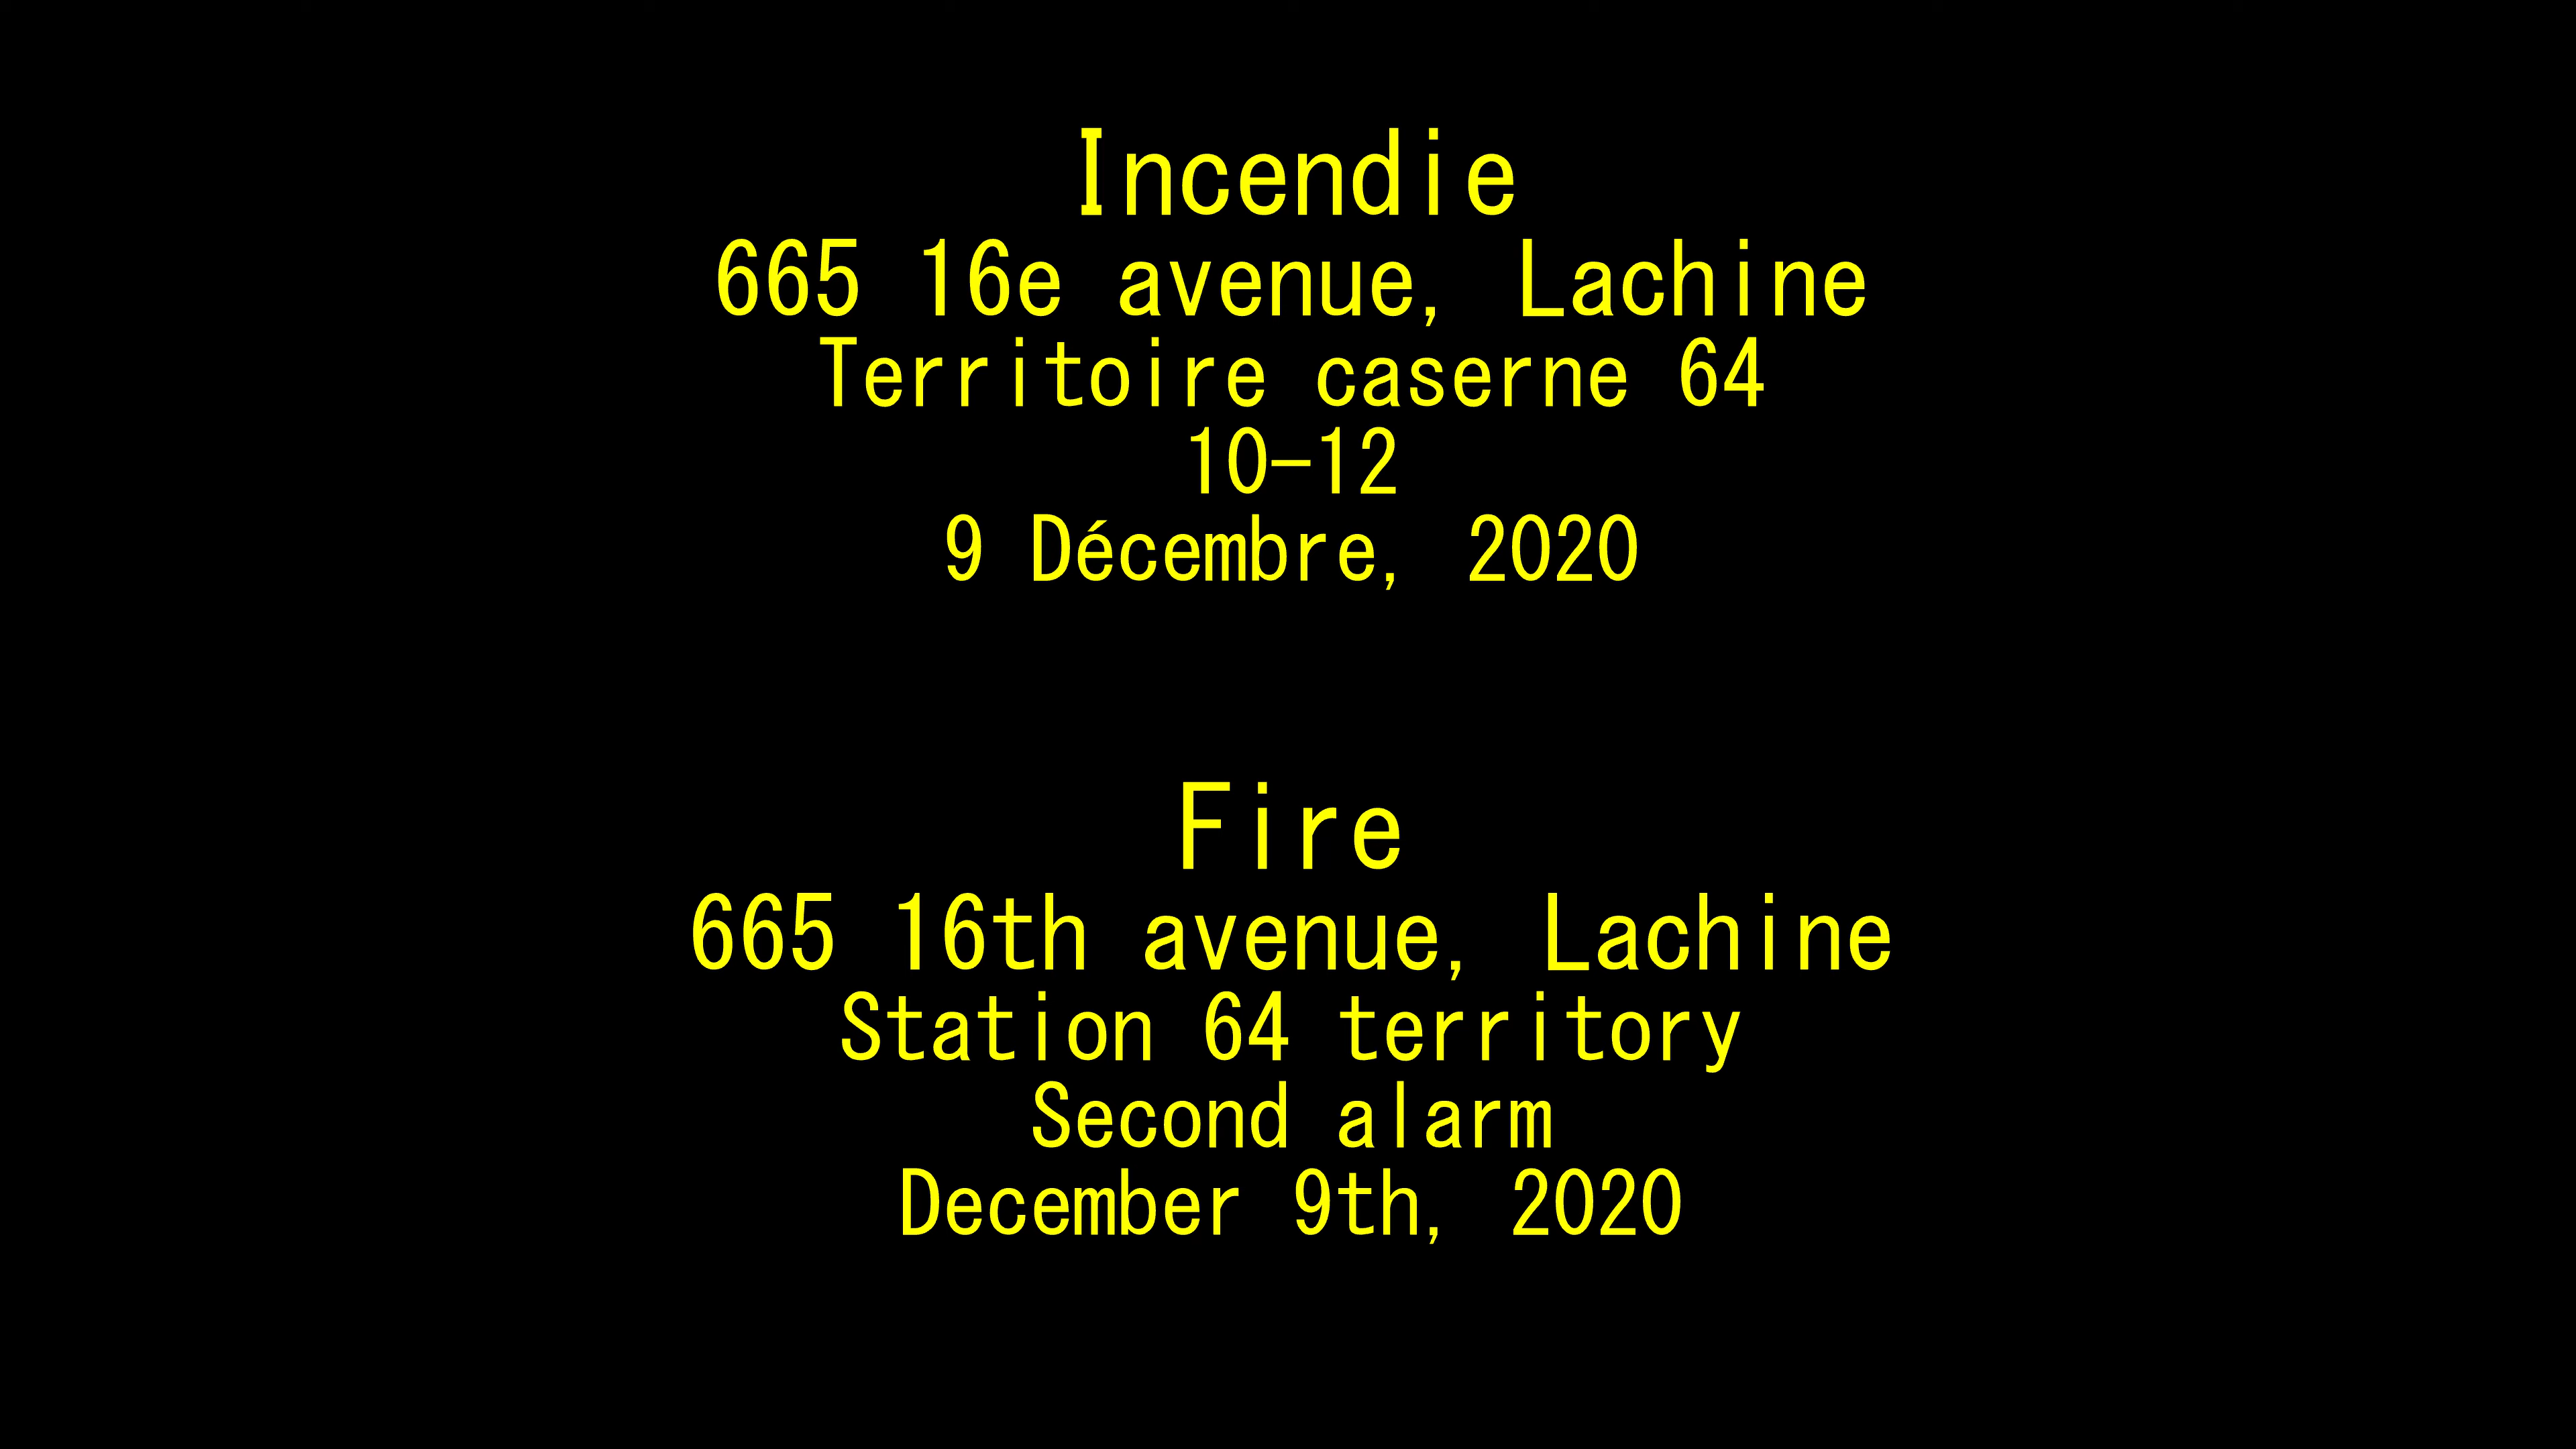 Incendie
665 16e avenue, Lachine
Territoire caserne 64
10-12
9 Décembre, 2020
Fire
665 16th avenue, Lachine
Station 64 territory
Second alarm
December 9th, 2020